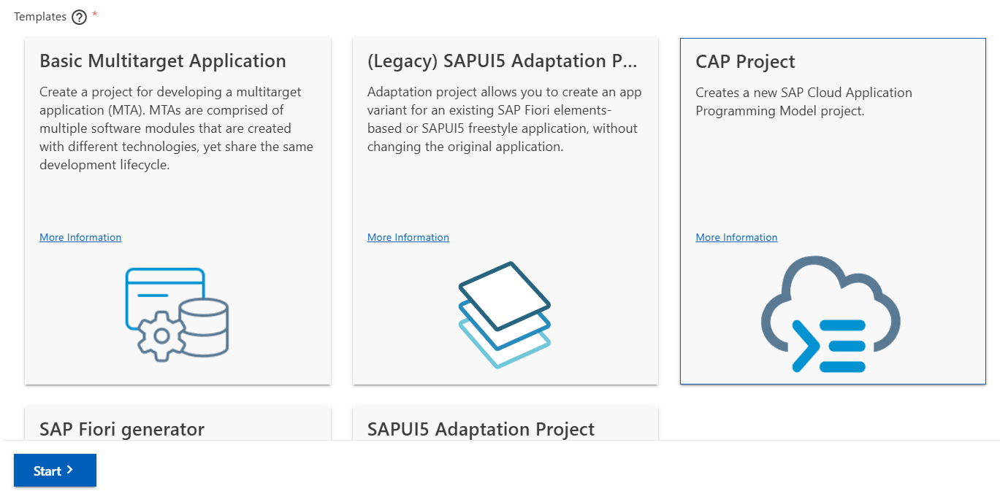 Templates ? *
Basic Multitarget Application
Create a project for developing a multitarget
application (MTA). MTAs are comprised of
multiple software modules that are created
with different technologies, yet share the same
development lifecycle.
More Information
(Legacy) SAPUI5 Adaptation P...
Adaptation project allows you to create an app
variant for an existing SAP Fiori elements-
based or SAPUI5 freestyle application, without
changing the original application.
More Information
CAP Project
Creates a new SAP Cloud Application
Programming Model project.
More Information
SAP Fiori generator
SAPUI5 Adaptation Project
Start >